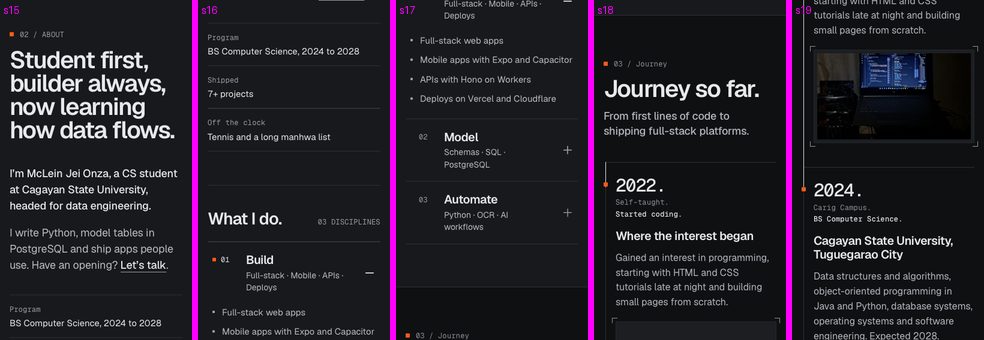 s15
02 / ABOUT
Student first,
builder always,
now learning
how data flows.
I'm McLein Jei Onza, a CS student
at Cagayan State University,
headed for data engineering.
I write Python, model tables in
PostgreSQL and ship apps people
use. Have an opening? Let's talk.
Program
BS Computer Science, 2024 to 2028
s16
Program
BS Computer Science, 2024 to 2028
Shipped
7+ projects
Off the clock
Tennis and a long manhwa list
What I do.
03 DISCIPLINES
01
Build
Full-stack · Mobile · APIs ·
Deploys
Full-stack web apps
Mobile apps with Expo and Capacitor
s17
Full-stack · Mobile · APIs ·
Deploys
Full-stack web apps
Mobile apps with Expo and Capacitor
APIs with Hono on Workers
Deploys on Vercel and Cloudflare
02
Model
Schemas · SQL ·
PostgreSQL
03
Automate
Python · OCR · AI
workflows
03 / Journey
s18
03 / Journey
Journey so far.
From first lines of code to
shipping full-stack platforms.
2022.
Self-taught.
Started coding.
Where the interest began
Gained an interest in programming,
starting with HTML and CSS
tutorials late at night and building
small pages from scratch.
s19
starting with HTML and CSS
tutorials late at night and building
small pages from scratch.
2024.
Carig Campus.
BS Computer Science.
Cagayan State University,
Tuguegarao City
Data structures and algorithms,
object-oriented programming in
Java and Python, database systems,
operating systems and software
engineering. Expected 2028.